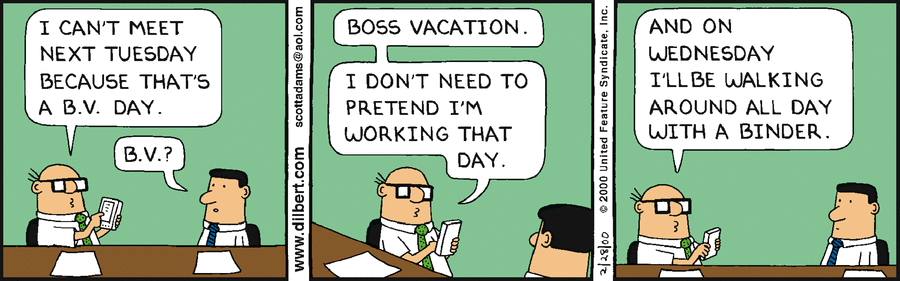 I CAN'T MEET
NEXT TUESDAY
BECAUSE THAT'S
A B.V. DAY.
B.V.?
www.dilbert.com scottadams@aol.com
BOSS VACATION.
I DON'T NEED TO
PRETEND I'M
WORKING THAT
DAY.
2/28/00 © 2000 United Feature Syndicate, Inc.
AND ON
WEDNESDAY
I'LL BE WALKING
AROUND ALL DAY
WITH A BINDER.